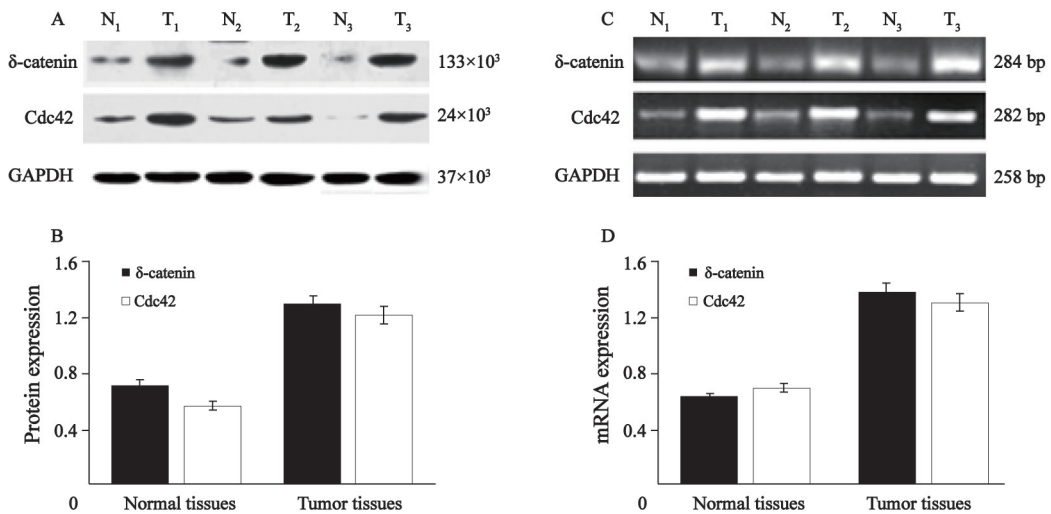 A N₁ T₁ N₂ T₂ N₃ T₃
δ-catenin 133×10³
Cdc42 24×10³
GAPDH 37×10³
B
1.6
1.2
0.8
0.4
0
Protein expression
δ-catenin
Cdc42
Normal tissues Tumor tissues
C N₁ T₁ N₂ T₂ N₃ T₃
δ-catenin 284 bp
Cdc42 282 bp
GAPDH 258 bp
D
1.6
1.2
0.8
0.4
0
mRNA expression
δ-catenin
Cdc42
Normal tissues Tumor tissues